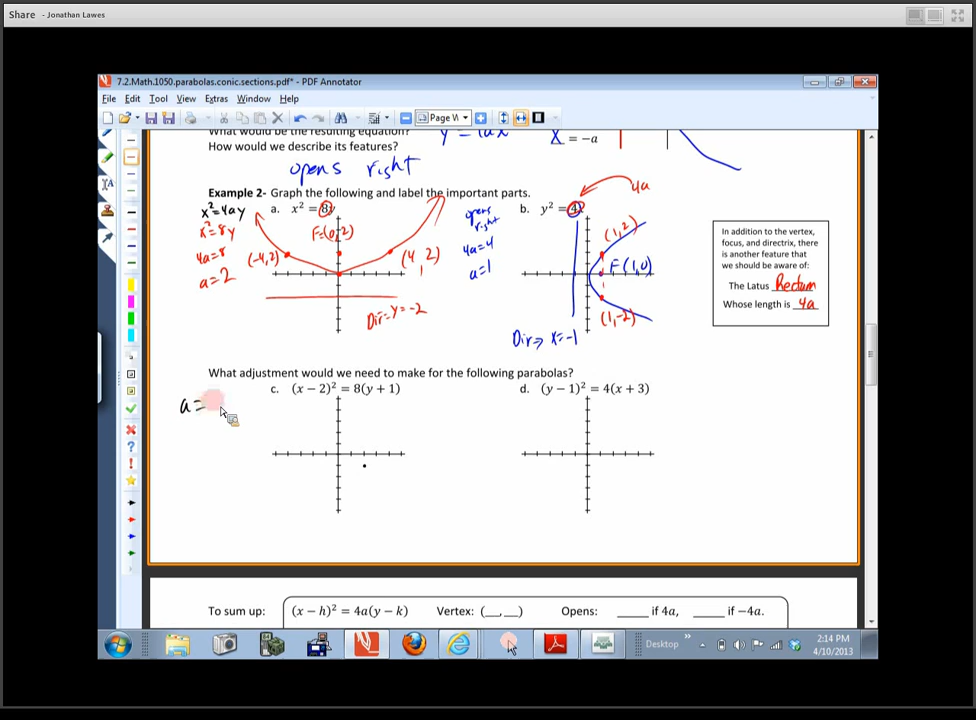 Share - Jonathan Lawes
7.2.Math.1050.parabolas.conic.sections.pdf* - PDF Annotator
File Edit Tool View Extras Window Help
Page W
What would be the resulting equation?
How would we describe its features?
opens right
y = 4ax
x = -a
Example 2- Graph the following and label the important parts.
x² = 4ay
x² = 8y
4a = 8
a = 2
a. x² = 8y
F=(0,2)
(-4,2)
(4,2)
Dir = y = -2
opens right
4a = 4
a = 1
b. y² = 4x
4a
(1,2)
F(1,0)
(1,-2)
Dir ⇒ x = -1
In addition to the vertex,
focus, and directrix, there
is another feature that
we should be aware of:
The Latus Rectum
Whose length is 4a
What adjustment would we need to make for the following parabolas?
c. (x − 2)² = 8(y + 1)
d. (y − 1)² = 4(x + 3)
a =
To sum up: (x − h)² = 4a(y − k) Vertex: (__,__) Opens: _____ if 4a, _____ if −4a.
Desktop
2:14 PM
4/10/2013